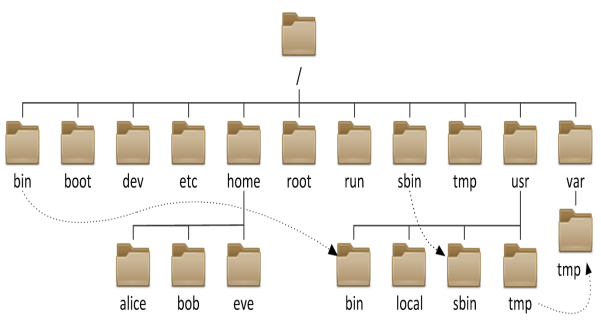 /
bin boot dev etc home root run sbin tmp usr var
tmp
alice bob eve bin local sbin tmp